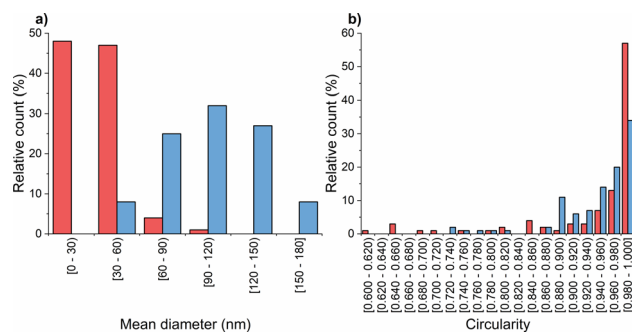 a)
Relative count (%)
50
40
30
20
10
0
[0 - 30)
[30 - 60)
[60 - 90)
[90 - 120)
[120 - 150)
[150 - 180]
Mean diameter (nm)
b)
Relative count (%)
60
50
40
30
20
10
0
[0.600 - 0.620)
[0.620 - 0.640)
[0.640 - 0.660)
[0.660 - 0.680)
[0.680 - 0.700)
[0.700 - 0.720)
[0.720 - 0.740)
[0.740 - 0.760)
[0.760 - 0.780)
[0.780 - 0.800)
[0.800 - 0.820)
[0.820 - 0.840)
[0.840 - 0.860)
[0.860 - 0.880)
[0.880 - 0.900)
[0.900 - 0.920)
[0.920 - 0.940)
[0.940 - 0.960)
[0.960 - 0.980)
[0.980 - 1.000]
Circularity